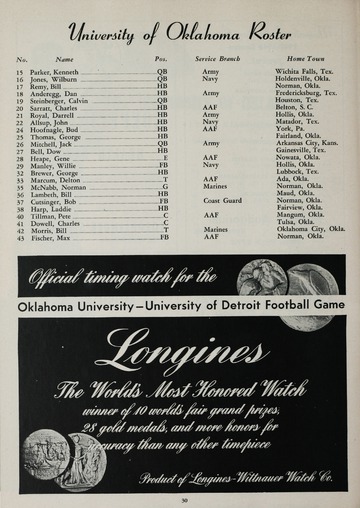 University of Oklahoma Roster
No. Name Pos. Service Branch Home Town
15 Parker, Kenneth QB Army Wichita Falls, Tex.
16 Jones, Wilburn QB Navy Holdenville, Okla.
17 Remy, Bill HB Norman, Okla.
18 Anderegg, Dan HB Army Fredericksburg, Tex.
19 Steinberger, Calvin QB Houston, Tex.
20 Sarratt, Charles HB AAF Belton, S. C.
21 Royal, Darrell HB Army Hollis, Okla.
22 Allsup, John HB Navy Matador, Tex.
24 Hoofnagle, Bud HB AAF York, Pa.
25 Thomas, George HB Fairland, Okla.
26 Mitchell, Jack QB Army Arkansas City, Kans.
27 Bell, Dow HB Gainesville, Tex.
28 Heape, Gene E AAF Nowata, Okla.
29 Manley, Willie FB Navy Hollis, Okla.
32 Brewer, George HB Lubbock, Tex.
33 Marcum, Delton T AAF Ada, Okla.
35 McNabb, Norman G Marines Norman, Okla.
36 Lambeth, Bill HB Maud, Okla.
37 Cutsinger, Bob FB Coast Guard Norman, Okla.
38 Harp, Laddie HB Fairview, Okla.
40 Tillman, Pete C AAF Mangum, Okla.
41 Dowell, Charles C Tulsa, Okla.
42 Morris, Bill T Marines Oklahoma City, Okla.
43 Fischer, Max FB AAF Norman, Okla.
Official timing watch for the
Oklahoma University—University of Detroit Football Game
Longines
The World's Most Honored Watch
winner of 10 world's fair grand prizes,
28 gold medals, and more honors for
accuracy than any other timepiece
Product of Longines-Wittnauer Watch Co.
30